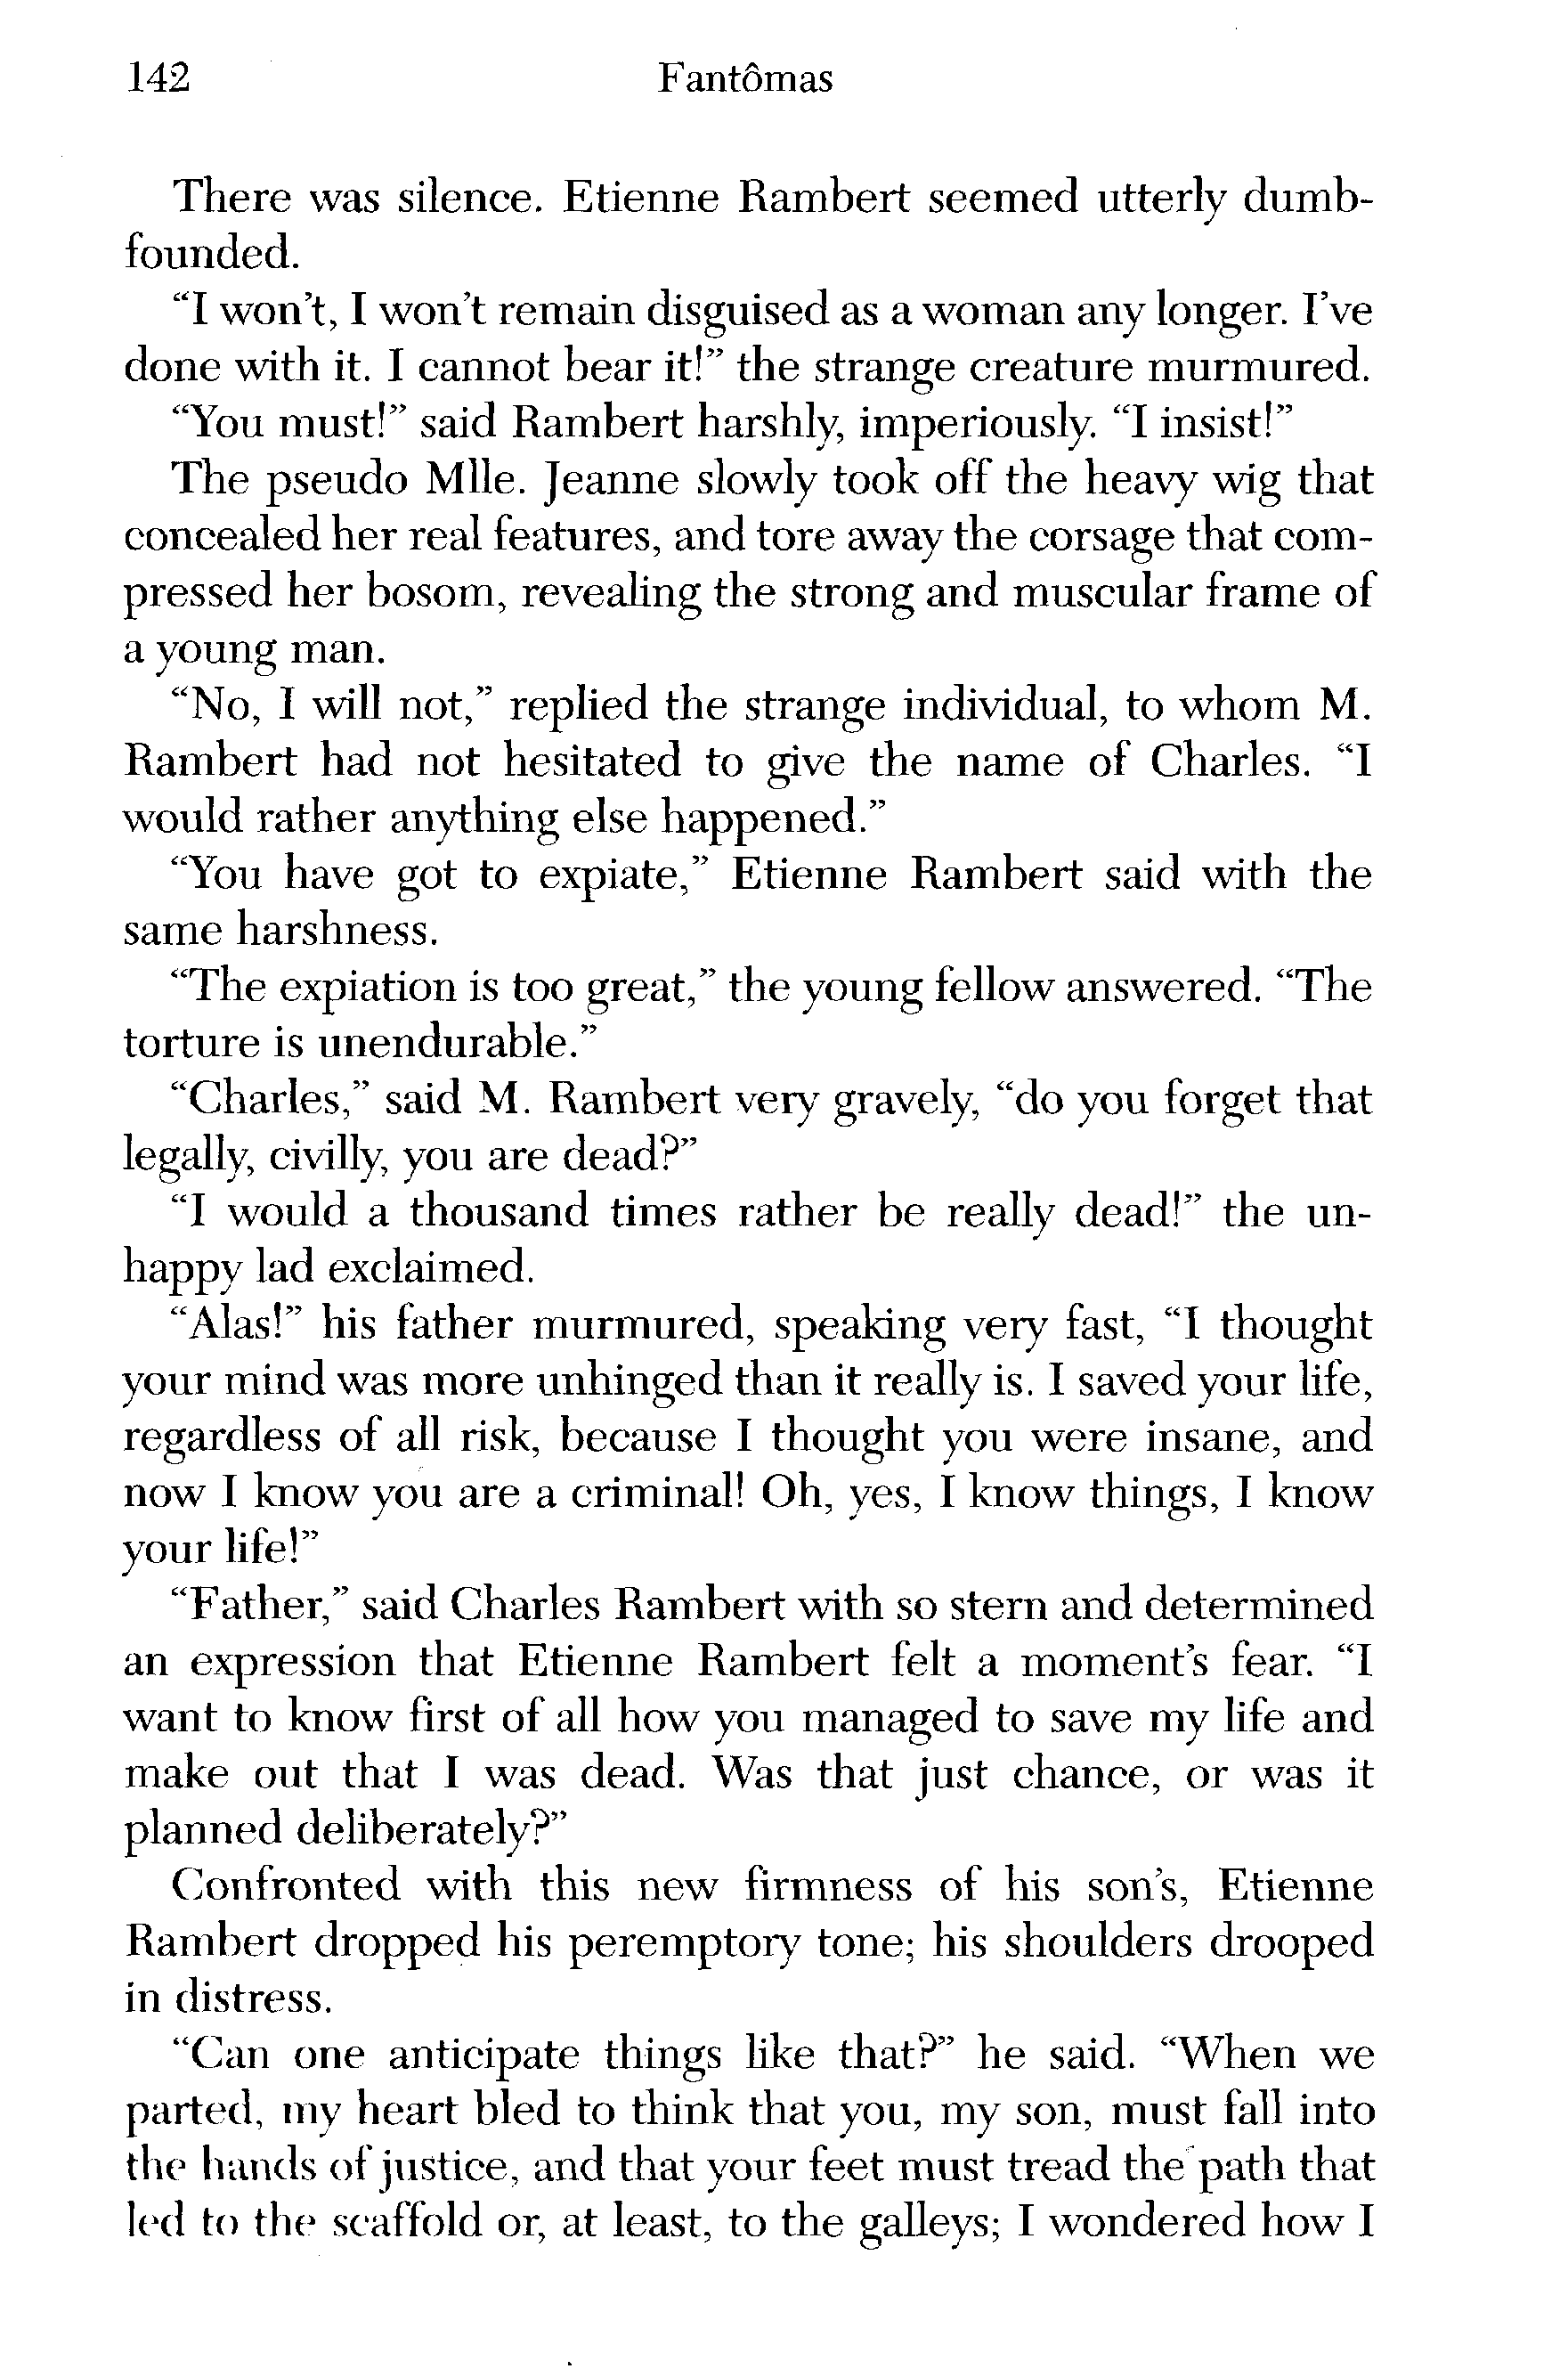 142 Fantômas
There was silence. Etienne Rambert seemed utterly dumb-
founded.
“I won’t, I won’t remain disguised as a woman any longer. I’ve
done with it. I cannot bear it!” the strange creature murmured.
“You must!” said Rambert harshly, imperiously. “I insist!”
The pseudo Mlle. Jeanne slowly took off the heavy wig that
concealed her real features, and tore away the corsage that com-
pressed her bosom, revealing the strong and muscular frame of
a young man.
“No, I will not,” replied the strange individual, to whom M.
Rambert had not hesitated to give the name of Charles. “I
would rather anything else happened.”
“You have got to expiate,” Etienne Rambert said with the
same harshness.
“The expiation is too great,” the young fellow answered. “The
torture is unendurable.”
“Charles,” said M. Rambert very gravely, “do you forget that
legally, civilly, you are dead?”
“I would a thousand times rather be really dead!” the un-
happy lad exclaimed.
“Alas!” his father murmured, speaking very fast, “I thought
your mind was more unhinged than it really is. I saved your life,
regardless of all risk, because I thought you were insane, and
now I know you are a criminal! Oh, yes, I know things, I know
your life!”
“Father,” said Charles Rambert with so stern and determined
an expression that Etienne Rambert felt a moment’s fear. “I
want to know first of all how you managed to save my life and
make out that I was dead. Was that just chance, or was it
planned deliberately?”
Confronted with this new firmness of his son’s, Etienne
Rambert dropped his peremptory tone; his shoulders drooped
in distress.
“Can one anticipate things like that?” he said. “When we
parted, my heart bled to think that you, my son, must fall into
the hands of justice, and that your feet must tread the path that
led to the scaffold or, at least, to the galleys; I wondered how I